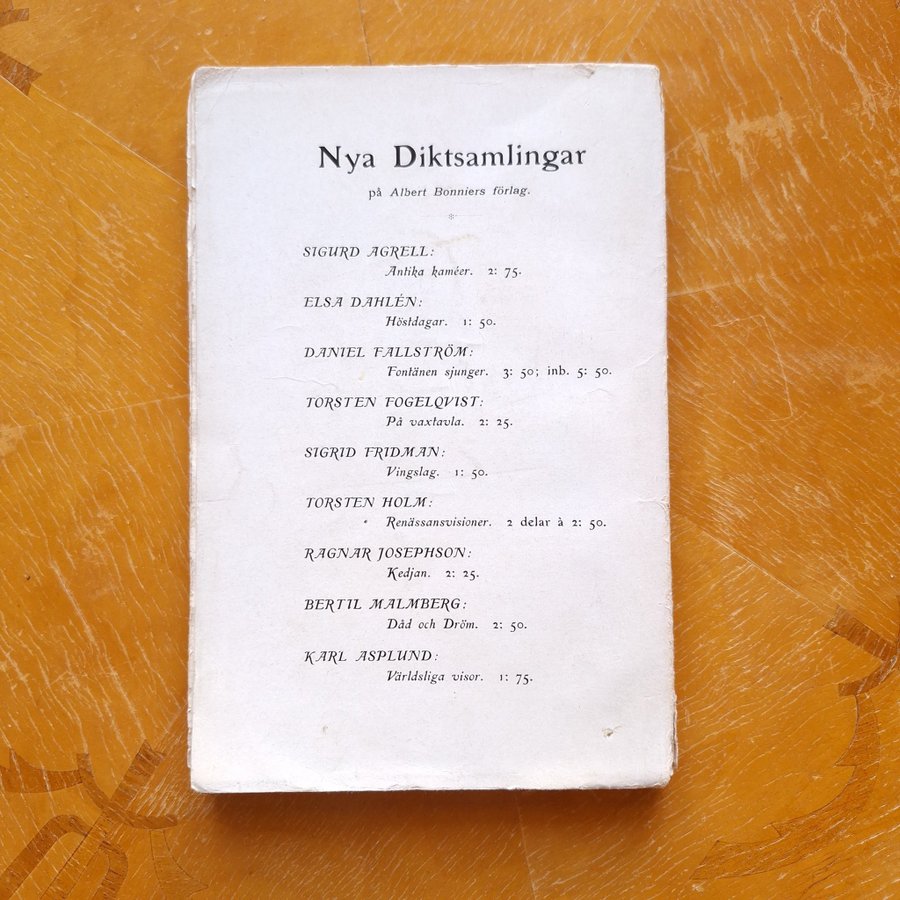 Nya Diktsamlingar
på Albert Bonniers förlag.
*
SIGURD AGRELL:
Antika kaméer. 2: 75.
ELSA DAHLÉN:
Höstdagar. 1: 50.
DANIEL FALLSTRÖM:
Fontänen sjunger. 3: 50; inb. 5: 50.
TORSTEN FOGELQVIST:
På vaxtavla. 2: 25.
SIGRID FRIDMAN:
Vingslag. 1: 50.
TORSTEN HOLM:
Renässansvisioner. 2 delar à 2: 50.
RAGNAR JOSEPHSON:
Kedjan. 2: 25.
BERTIL MALMBERG:
Dåd och Dröm. 2: 50.
KARL ASPLUND:
Världsliga visor. 1: 75.